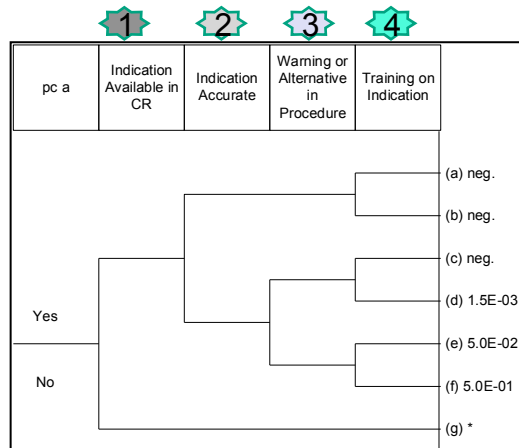 1 2 3 4
pc a
Indication
Available in
CR
Indication
Accurate
Warning or
Alternative
in
Procedure
Training on
Indication
(a) neg.
(b) neg.
(c) neg.
(d) 1.5E-03
Yes
(e) 5.0E-02
No
(f) 5.0E-01
(g) *